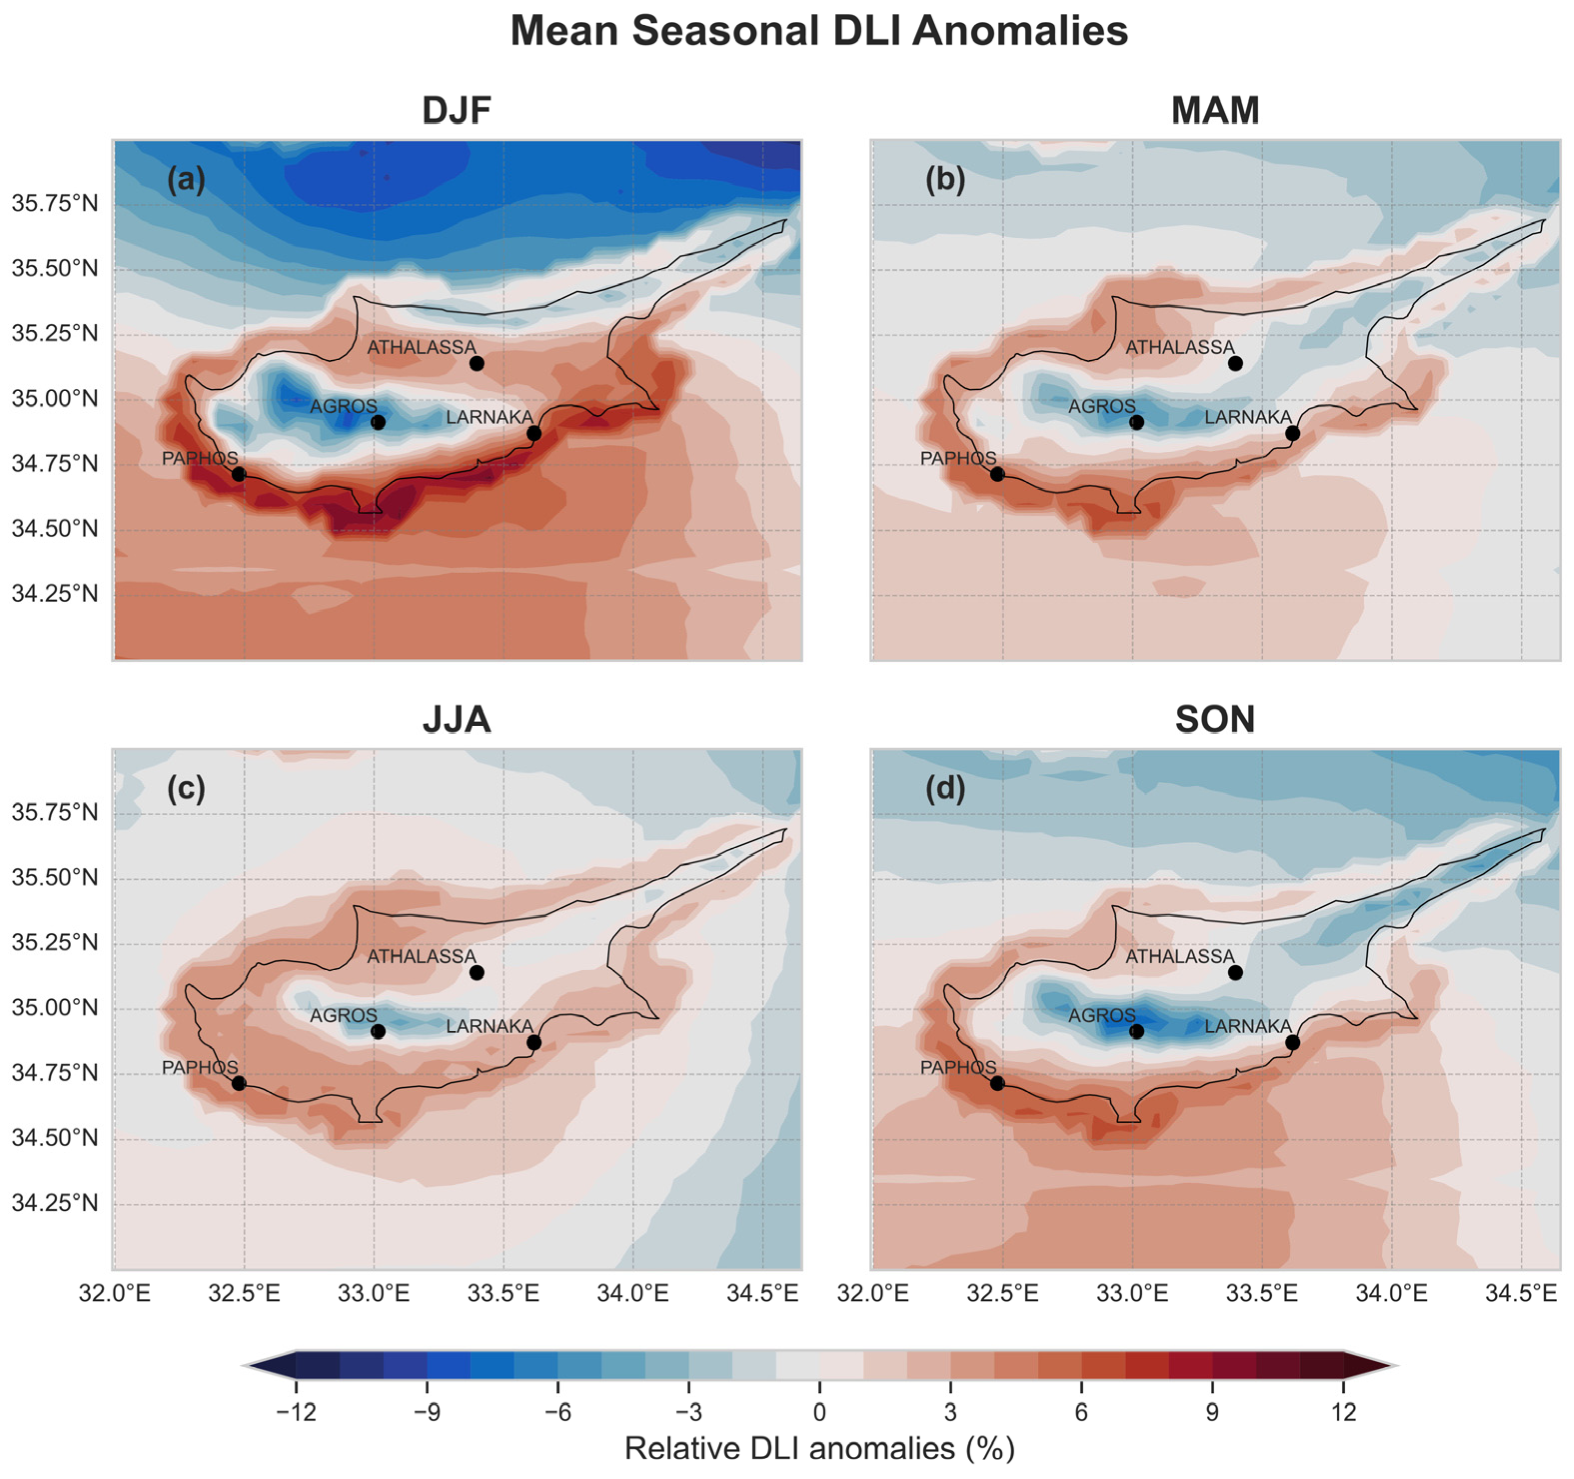 Mean Seasonal DLI Anomalies
DJF
MAM
(a)
(b)
35.75°N
35.50°N
35.25°N
35.00°N
34.75°N
34.50°N
34.25°N
ATHALASSA
AGROS
LARNAKA
PAPHOS
ATHALASSA
AGROS
LARNAKA
PAPHOS
JJA
SON
(c)
(d)
35.75°N
35.50°N
35.25°N
35.00°N
34.75°N
34.50°N
34.25°N
ATHALASSA
AGROS
LARNAKA
PAPHOS
ATHALASSA
AGROS
LARNAKA
PAPHOS
32.0°E 32.5°E 33.0°E 33.5°E 34.0°E 34.5°E
32.0°E 32.5°E 33.0°E 33.5°E 34.0°E 34.5°E
−12 −9 −6 −3 0 3 6 9 12
Relative DLI anomalies (%)